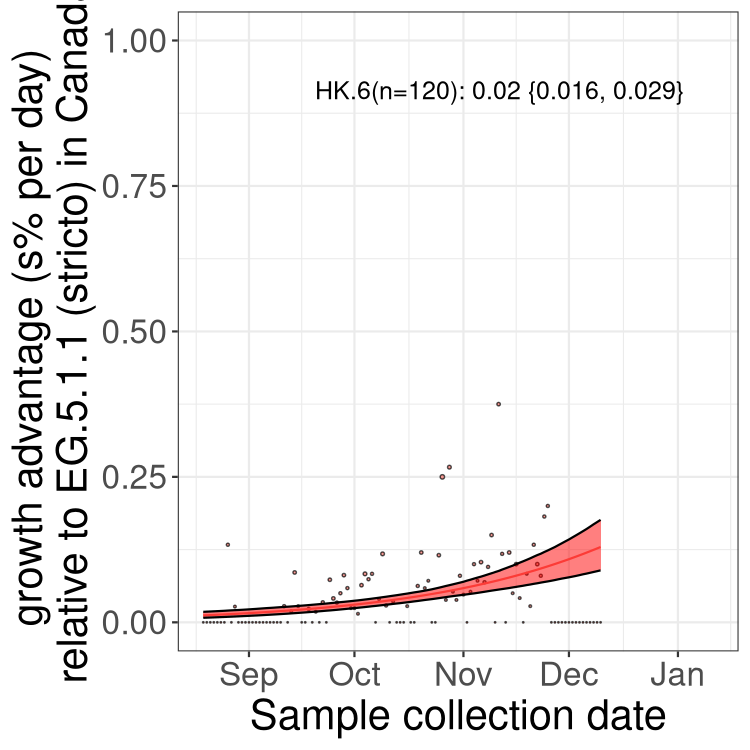 growth advantage (s% per day)
relative to EG.5.1.1 (stricto) in Canada
1.00
0.75
0.50
0.25
0.00
HK.6(n=120): 0.02 {0.016, 0.029}
Sep Oct Nov Dec Jan
Sample collection date